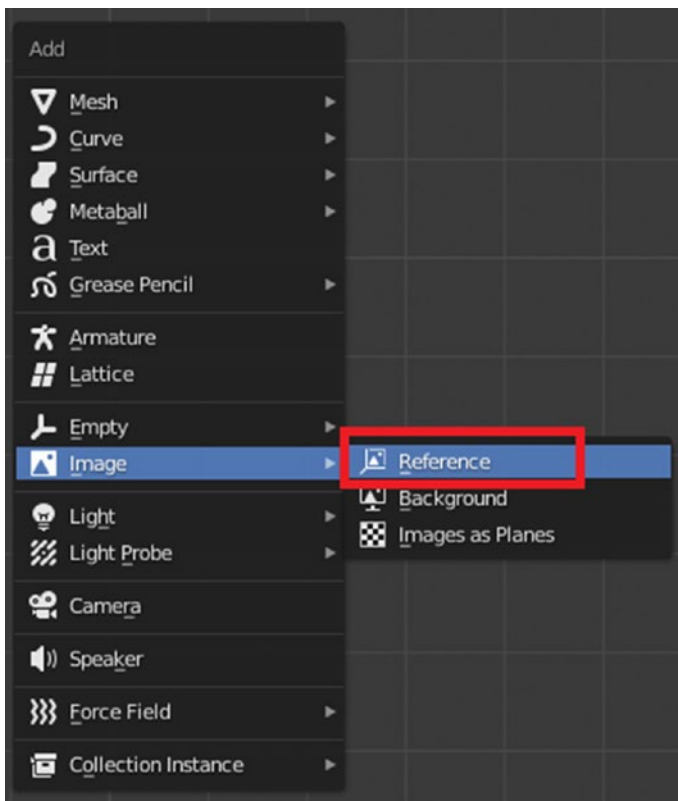 Add
Mesh
Curve
Surface
Metaball
Text
Grease Pencil
Armature
Lattice
Empty
Image
Reference
Background
Images as Planes
Light
Light Probe
Camera
Speaker
Force Field
Collection Instance